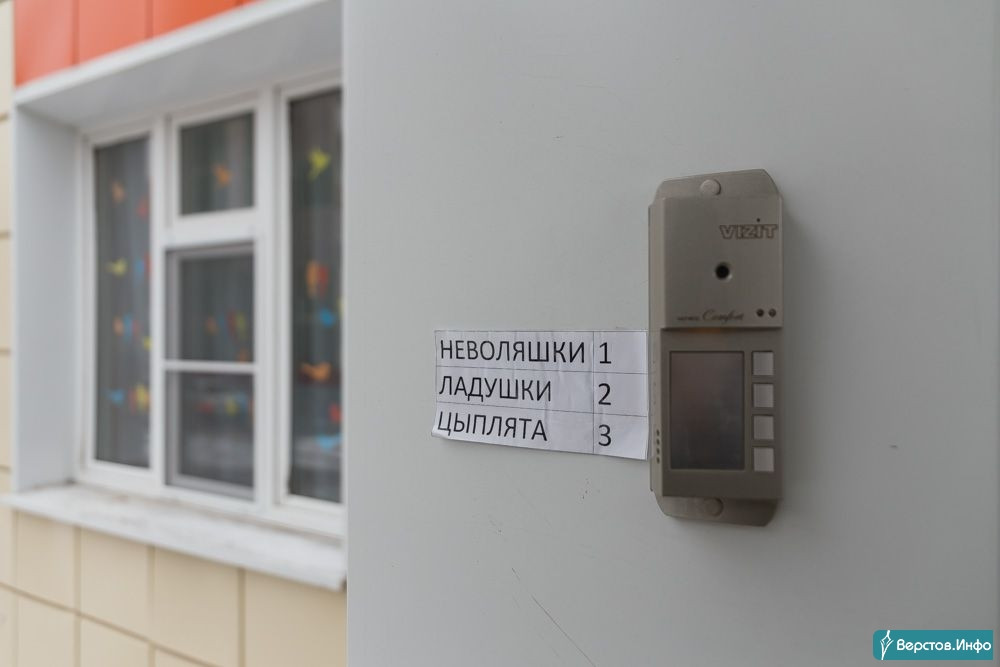 VIZIT
Comfort
НЕВОЛЯШКИ 1
ЛАДУШКИ 2
ЦЫПЛЯТА 3
Верстов.Инфо